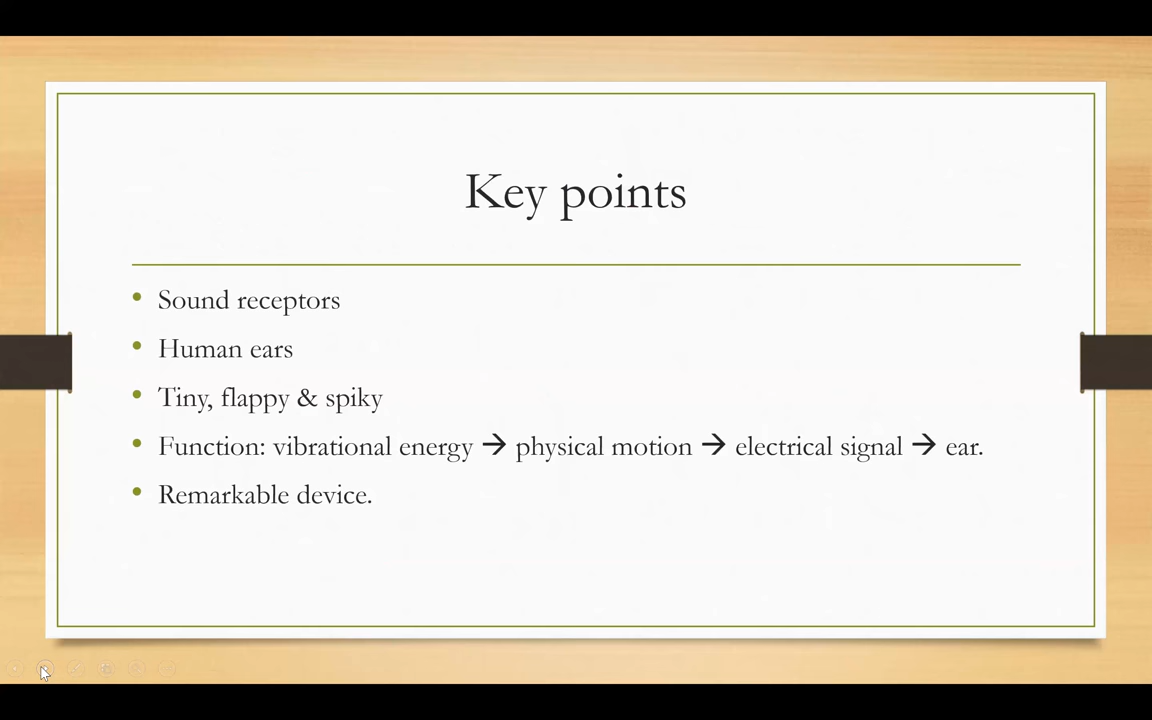 Key points
• Sound receptors
• Human ears
• Tiny, flappy & spiky
• Function: vibrational energy → physical motion → electrical signal → ear.
• Remarkable device.